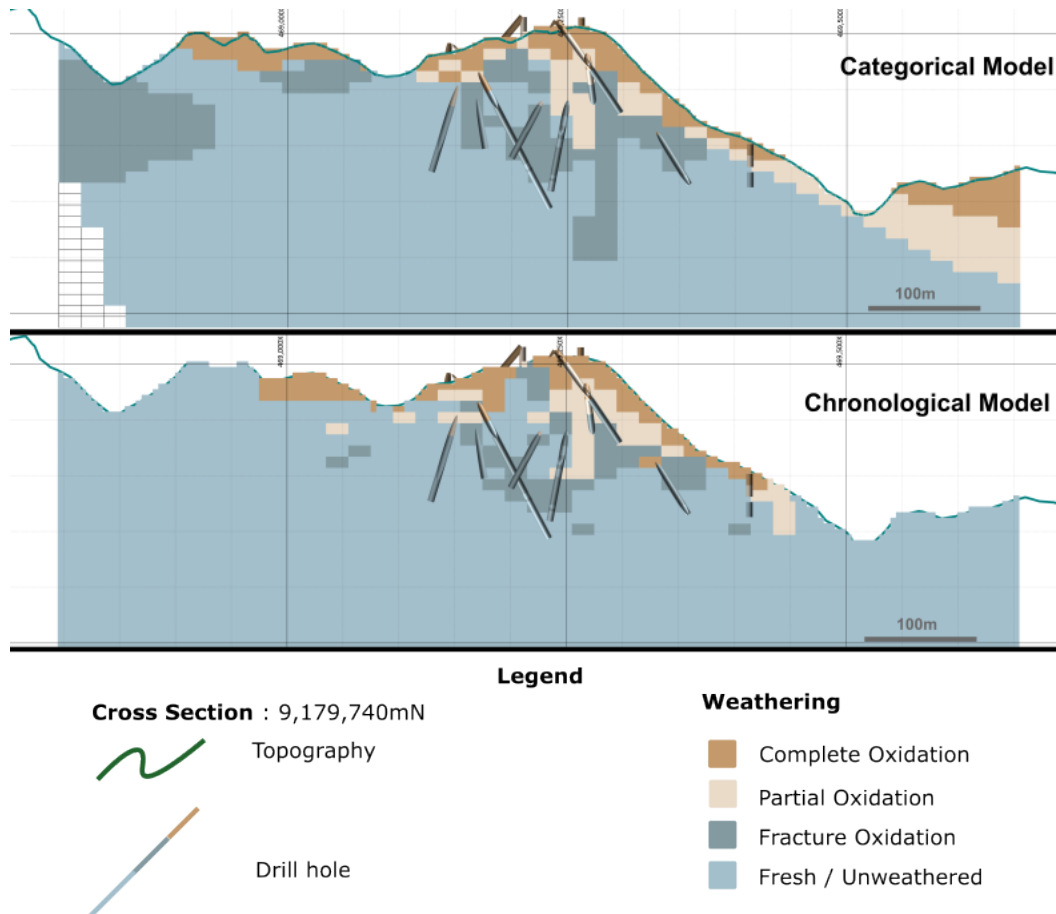 Categorical Model
100m
Chronological Model
100m
Legend
Cross Section : 9,179,740mN
Topography
Drill hole
Weathering
Complete Oxidation
Partial Oxidation
Fracture Oxidation
Fresh / Unweathered